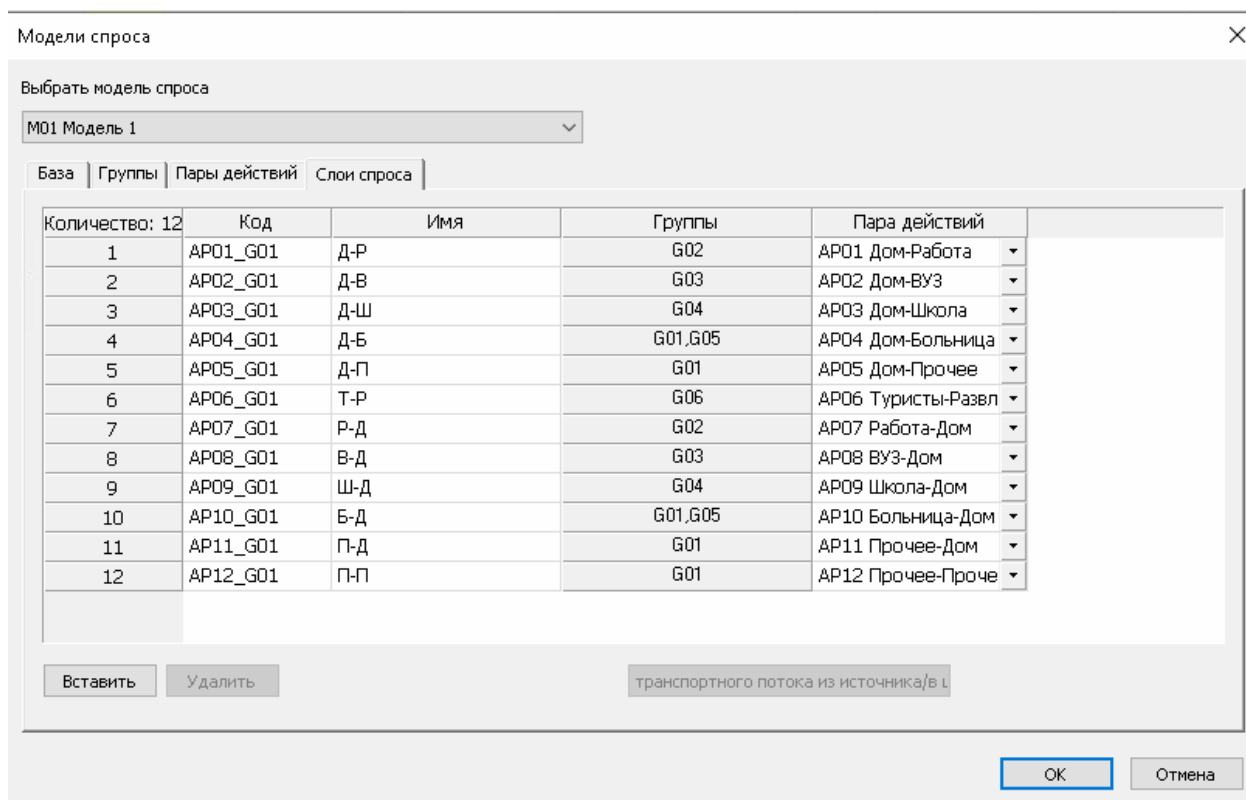 Модели спроса
Выбрать модель спроса
M01 Модель 1
База Группы Пары действий Слои спроса
Количество: 12 Код Имя Группы Пара действий
1 AP01_G01 Д-Р G02 AP01 Дом-Работа
2 AP02_G01 Д-В G03 AP02 Дом-ВУЗ
3 AP03_G01 Д-Ш G04 AP03 Дом-Школа
4 AP04_G01 Д-Б G01,G05 AP04 Дом-Больница
5 AP05_G01 Д-П G01 AP05 Дом-Прочее
6 AP06_G01 Т-Р G06 AP06 Туристы-Развл
7 AP07_G01 Р-Д G02 AP07 Работа-Дом
8 AP08_G01 В-Д G03 AP08 ВУЗ-Дом
9 AP09_G01 Ш-Д G04 AP09 Школа-Дом
10 AP10_G01 Б-Д G01,G05 AP10 Больница-Дом
11 AP11_G01 П-Д G01 AP11 Прочее-Дом
12 AP12_G01 П-П G01 AP12 Прочее-Проче
Вставить Удалить транспортного потока из источника/в ц
OK Отмена